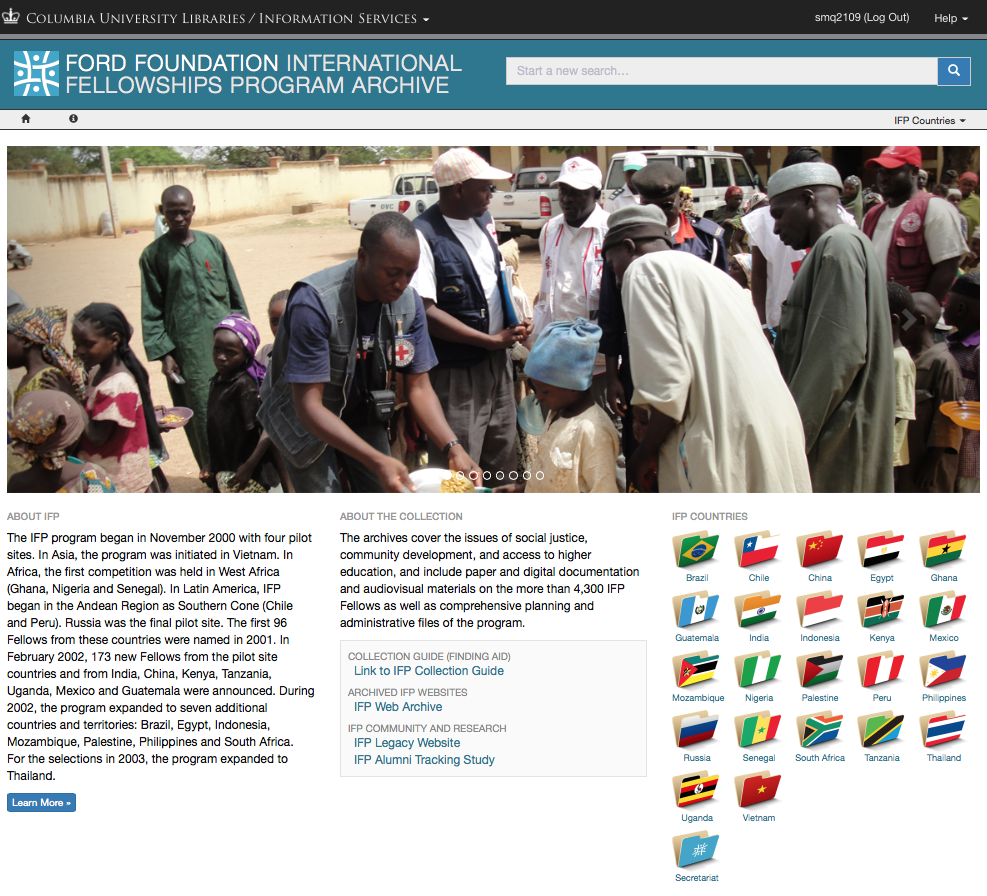 COLUMBIA UNIVERSITY LIBRARIES / INFORMATION SERVICES
smq2109 (Log Out)
Help
FORD FOUNDATION INTERNATIONAL
FELLOWSHIPS PROGRAM ARCHIVE
Start a new search...
IFP Countries
DVC
ABOUT IFP
The IFP program began in November 2000 with four pilot
sites. In Asia, the program was initiated in Vietnam. In
Africa, the first competition was held in West Africa
(Ghana, Nigeria and Senegal). In Latin America, IFP
began in the Andean Region as Southern Cone (Chile
and Peru). Russia was the final pilot site. The first 96
Fellows from these countries were named in 2001. In
February 2002, 173 new Fellows from the pilot site
countries and from India, China, Kenya, Tanzania,
Uganda, Mexico and Guatemala were announced. During
2002, the program expanded to seven additional
countries and territories: Brazil, Egypt, Indonesia,
Mozambique, Palestine, Philippines and South Africa.
For the selections in 2003, the program expanded to
Thailand.
Learn More »
ABOUT THE COLLECTION
The archives cover the issues of social justice,
community development, and access to higher
education, and include paper and digital documentation
and audiovisual materials on the more than 4,300 IFP
Fellows as well as comprehensive planning and
administrative files of the program.
COLLECTION GUIDE (FINDING AID)
Link to IFP Collection Guide
ARCHIVED IFP WEBSITES
IFP Web Archive
IFP COMMUNITY AND RESEARCH
IFP Legacy Website
IFP Alumni Tracking Study
IFP COUNTRIES
Brazil Chile China Egypt Ghana
Guatemala India Indonesia Kenya Mexico
Mozambique Nigeria Palestine Peru Philippines
Russia Senegal South Africa Tanzania Thailand
Uganda Vietnam
Secretariat